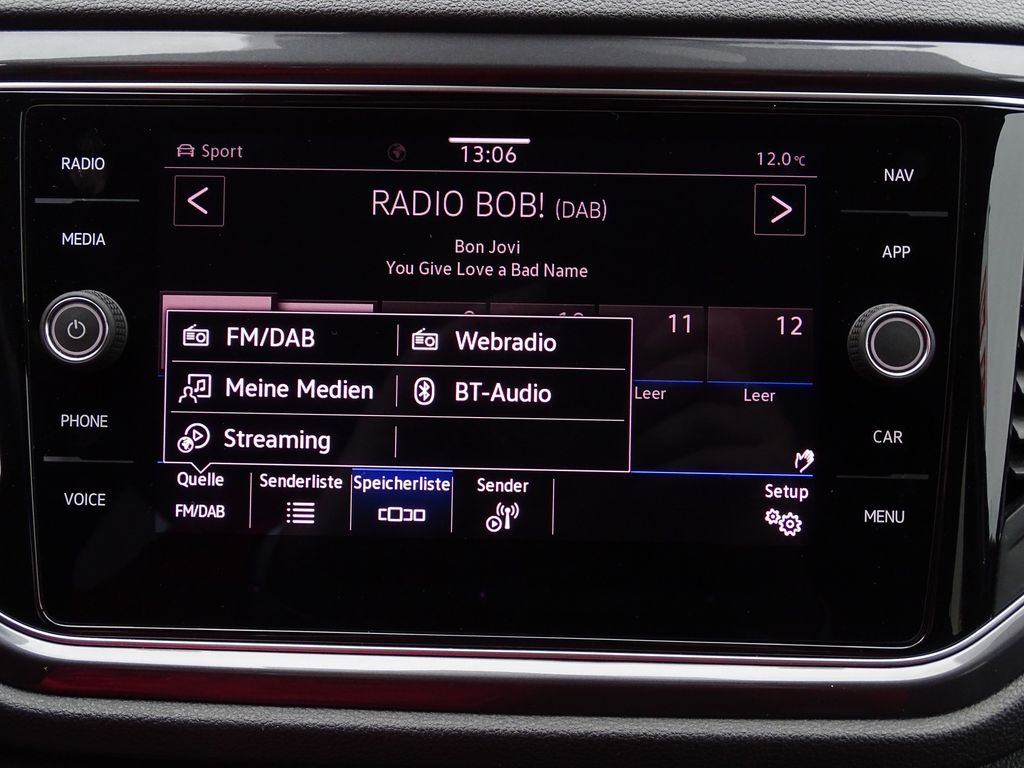 RADIO
MEDIA
PHONE
VOICE
Sport
13:06
12.0°C
RADIO BOB! (DAB)
Bon Jovi
You Give Love a Bad Name
11
12
Leer
Leer
FM/DAB
Webradio
Meine Medien
BT-Audio
Streaming
Quelle
FM/DAB
Senderliste
Speicherliste
Sender
Setup
NAV
APP
CAR
MENU